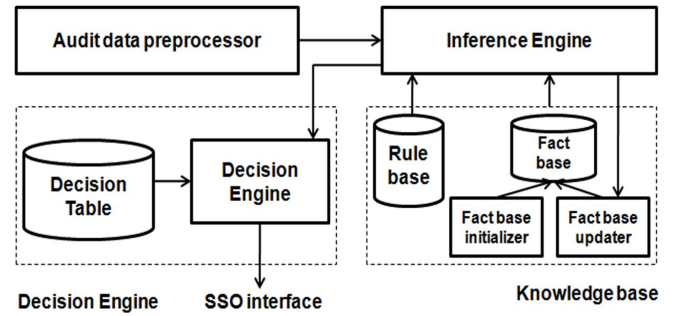 Audit data preprocessor
Inference Engine
Decision
Table
Decision
Engine
Rule
base
Fact
base
Fact base
initializer
Fact base
updater
Decision Engine
SSO interface
Knowledge base